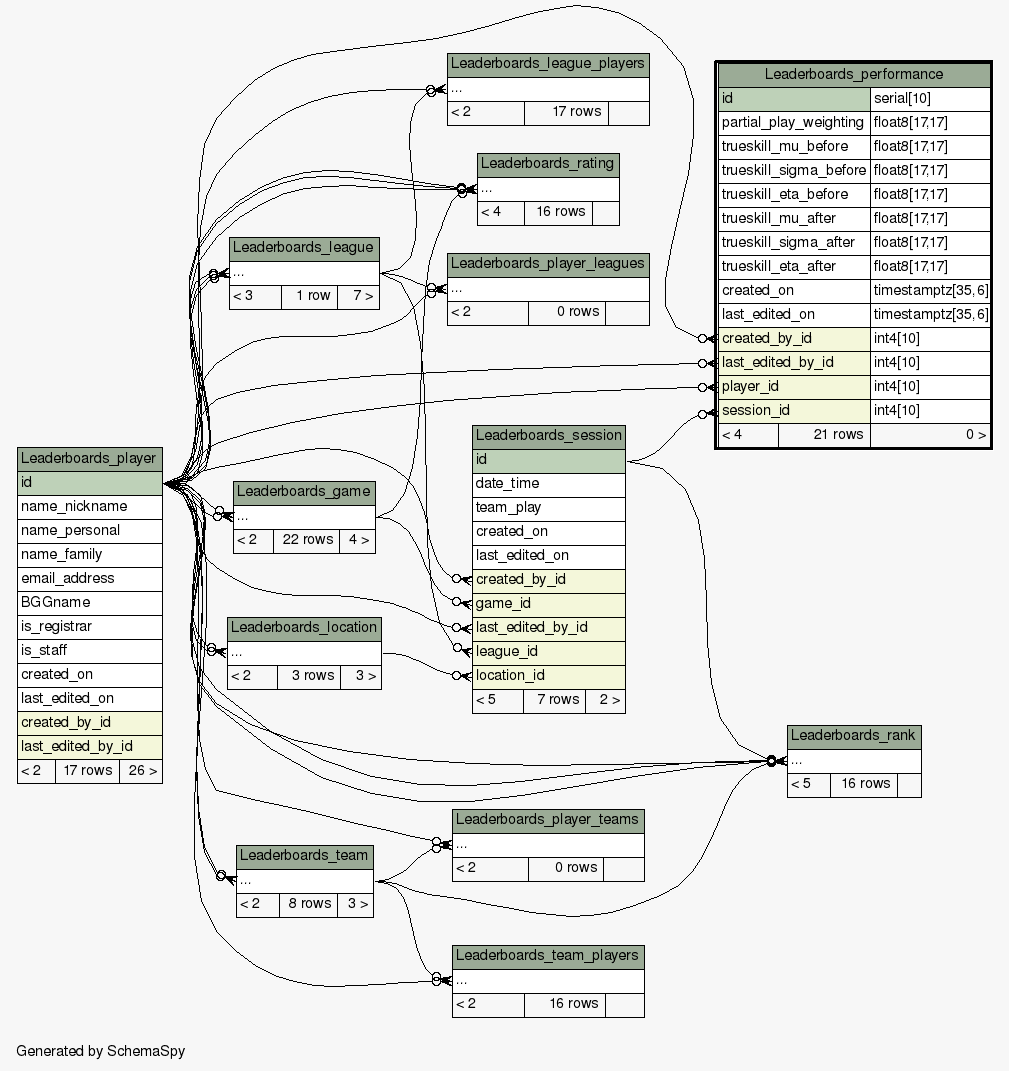 Leaderboards_league_players
...
< 2 17 rows
Leaderboards_performance
id serial[10]
partial_play_weighting float8[17,17]
trueskill_mu_before float8[17,17]
trueskill_sigma_before float8[17,17]
trueskill_eta_before float8[17,17]
trueskill_mu_after float8[17,17]
trueskill_sigma_after float8[17,17]
trueskill_eta_after float8[17,17]
created_on timestamptz[35,6]
last_edited_on timestamptz[35,6]
created_by_id int4[10]
last_edited_by_id int4[10]
player_id int4[10]
session_id int4[10]
< 4 21 rows 0 >
Leaderboards_rating
...
< 4 16 rows
Leaderboards_league
...
< 3 1 row 7 >
Leaderboards_player_leagues
...
< 2 0 rows
Leaderboards_player
id
name_nickname
name_personal
name_family
email_address
BGGname
is_registrar
is_staff
created_on
last_edited_on
created_by_id
last_edited_by_id
< 2 17 rows 26 >
Leaderboards_game
...
< 2 22 rows 4 >
Leaderboards_session
id
date_time
team_play
created_on
last_edited_on
created_by_id
game_id
last_edited_by_id
league_id
location_id
< 5 7 rows 2 >
Leaderboards_location
...
< 2 3 rows 3 >
Leaderboards_rank
...
< 5 16 rows
Leaderboards_player_teams
...
< 2 0 rows
Leaderboards_team
...
< 2 8 rows 3 >
Leaderboards_team_players
...
< 2 16 rows
Generated by SchemaSpy